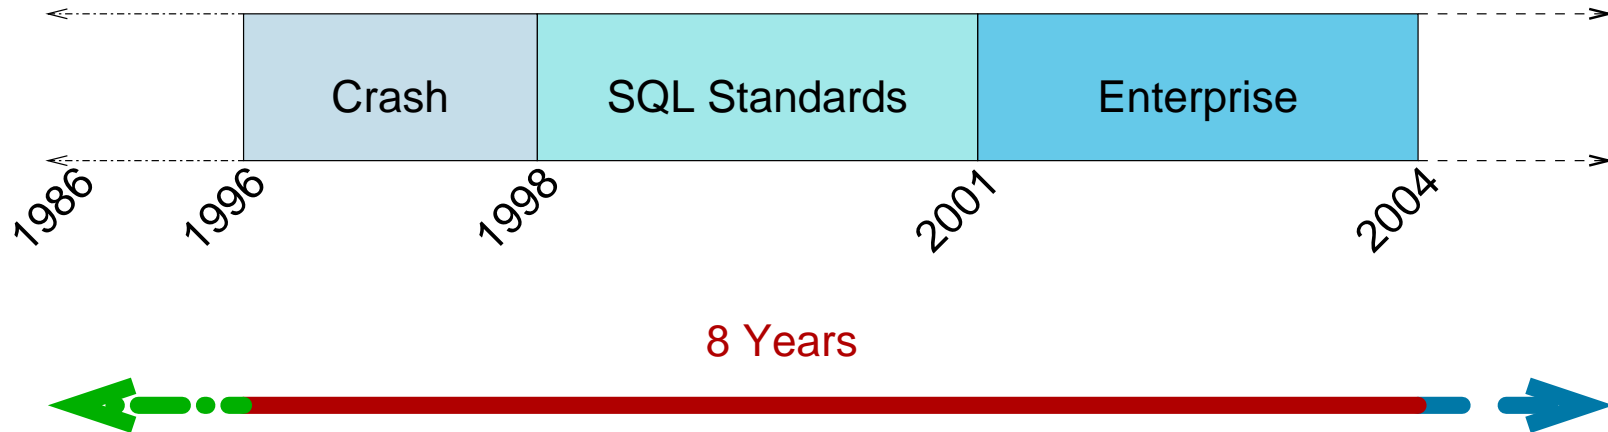 Crash SQL Standards Enterprise
1986 1996 1998 2001 2004
8 Years